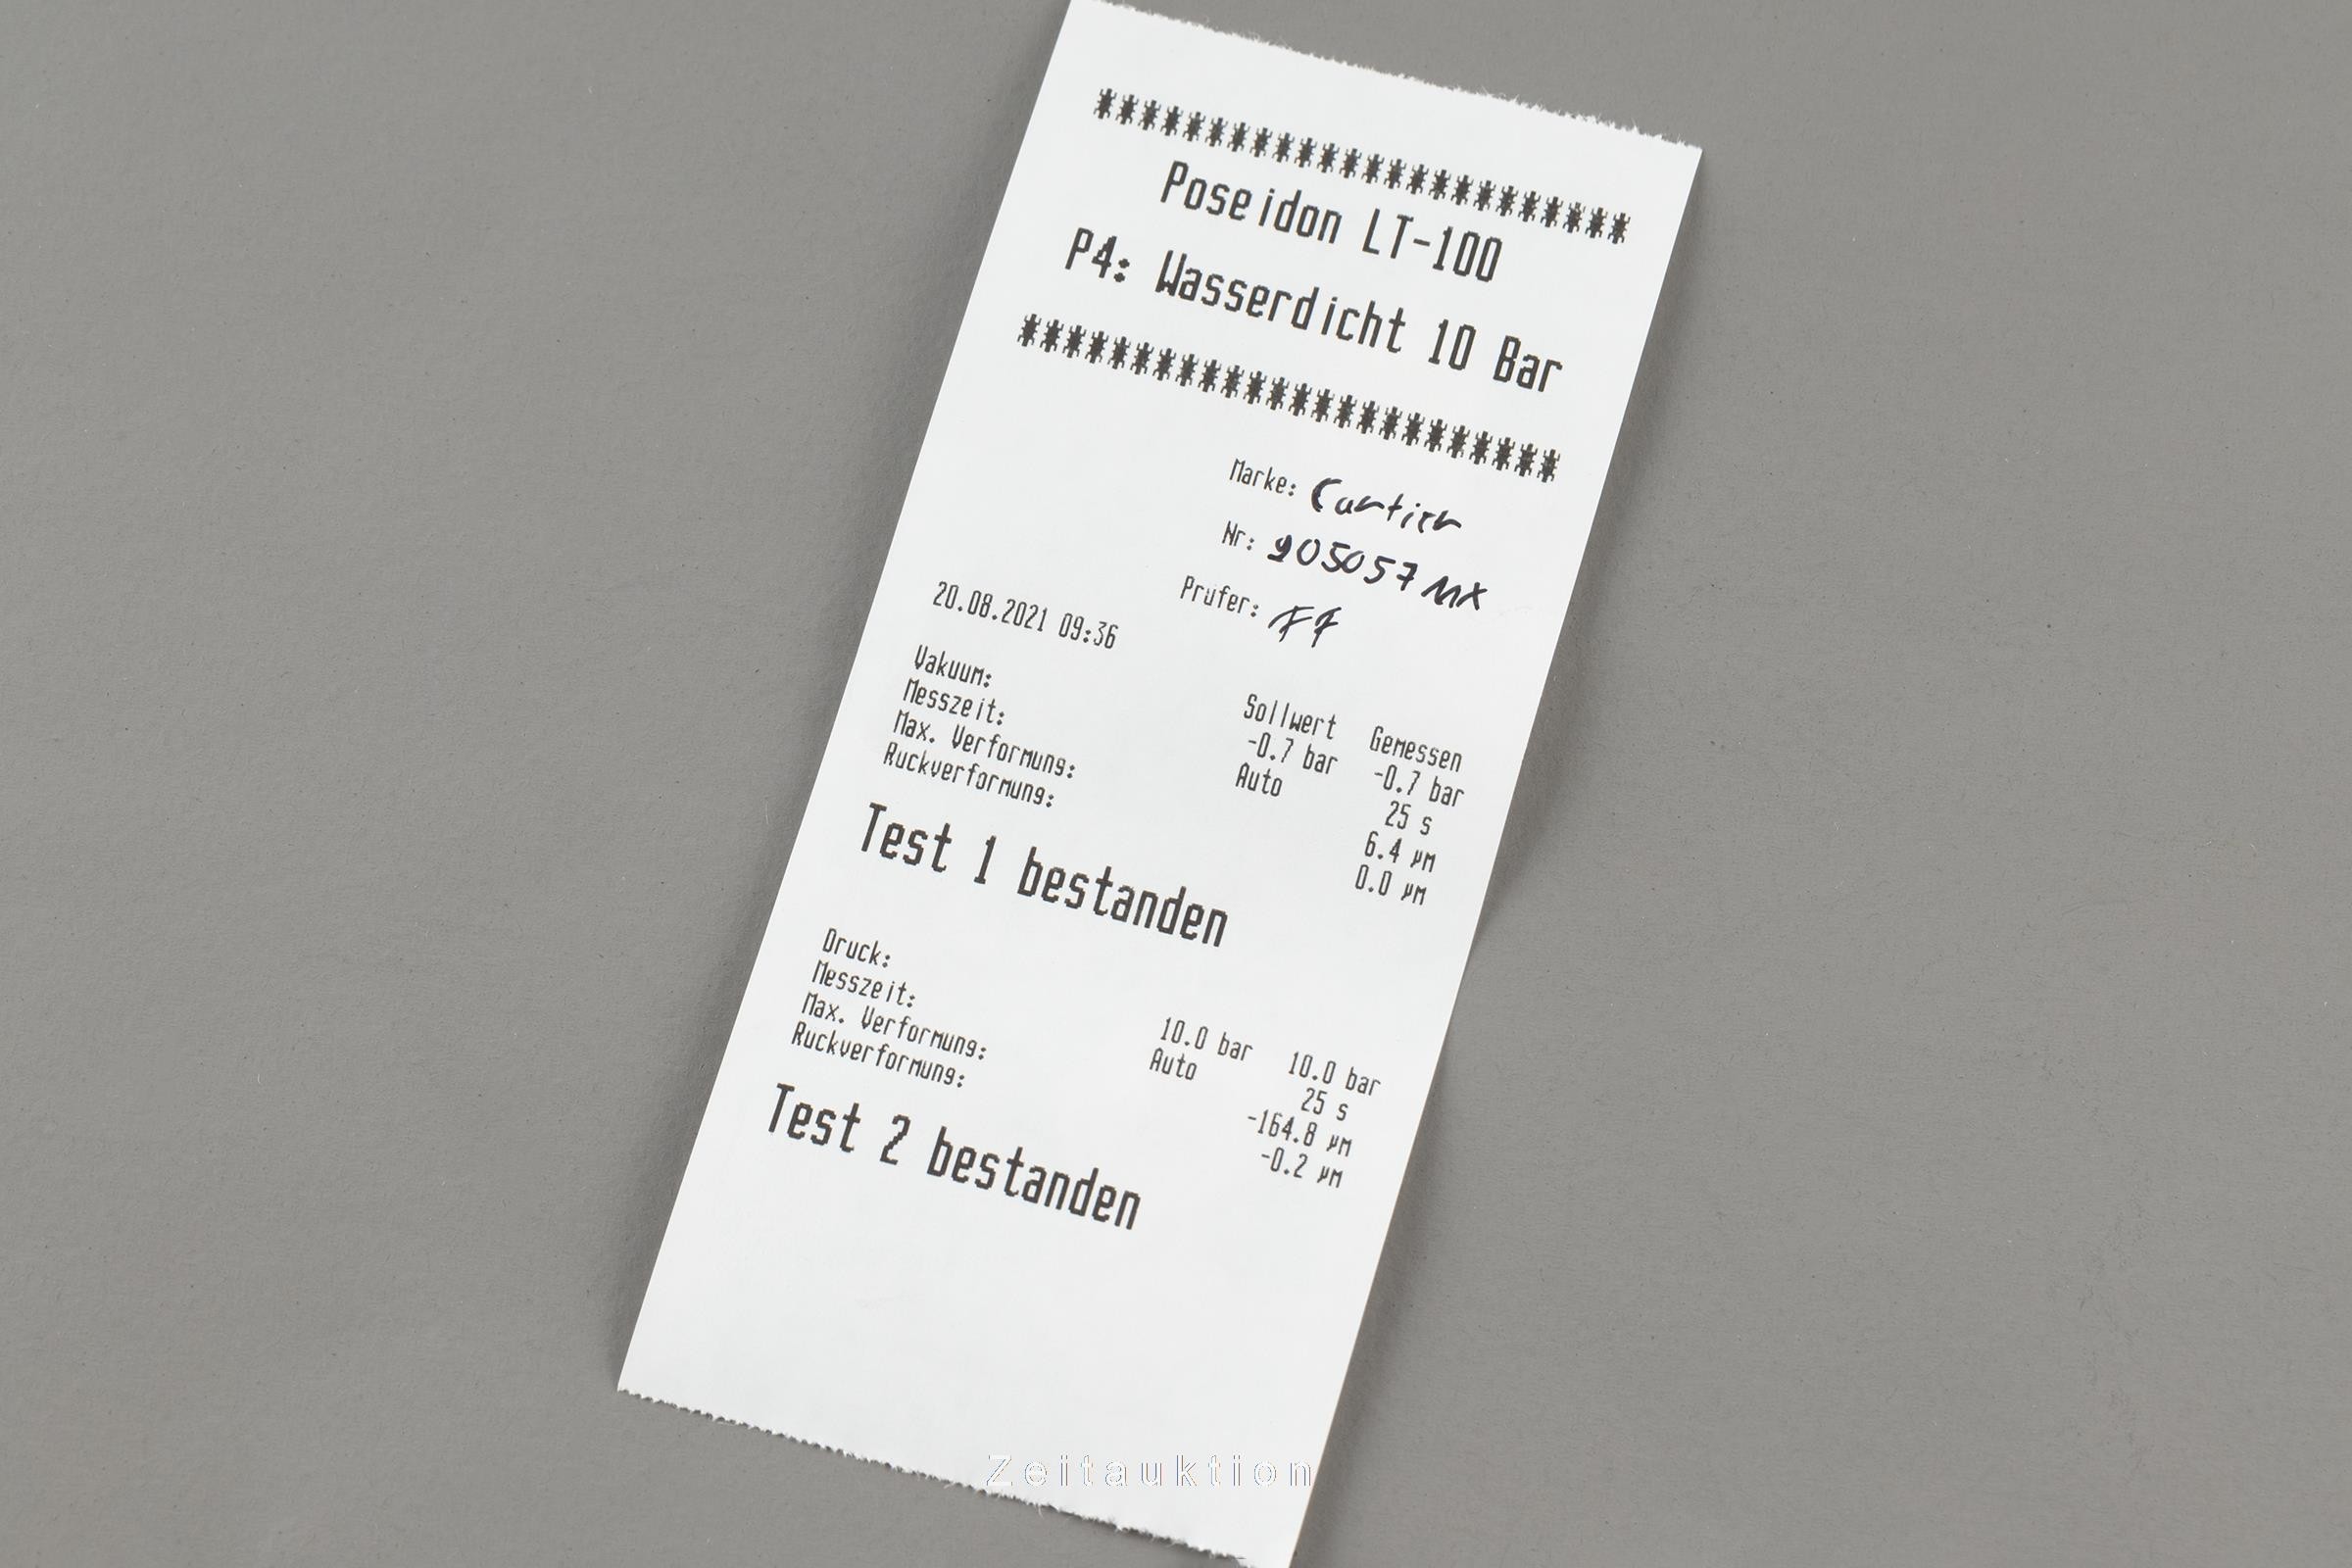 ************************
Poseidon LT-100
P4: Wasserdicht 10 Bar
************************
Marke: Cartier
Nr: 905057MX
Prüfer: FF
20.08.2021 09:36
Sollwert Gemessen
Vakuum: -0.7 bar -0.7 bar
Messzeit: Auto 25 s
Max. Verformung: 6.4 µm
Rückverformung: 0.0 µm
Test 1 bestanden
Druck: 10.0 bar 10.0 bar
Messzeit: Auto 25 s
Max. Verformung: -164.8 µm
Rückverformung: -0.2 µm
Test 2 bestanden
Zeitauktion